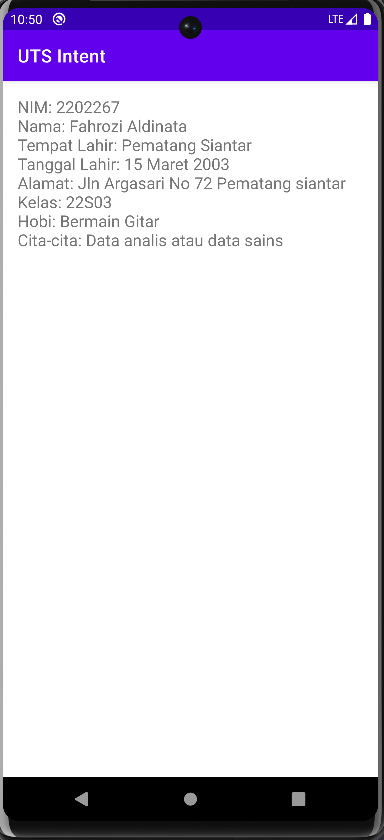 10:50
LTE
UTS Intent
NIM: 2202267
Nama: Fahrozi Aldinata
Tempat Lahir: Pematang Siantar
Tanggal Lahir: 15 Maret 2003
Alamat: Jln Argasari No 72 Pematang siantar
Kelas: 22S03
Hobi: Bermain Gitar
Cita-cita: Data analis atau data sains